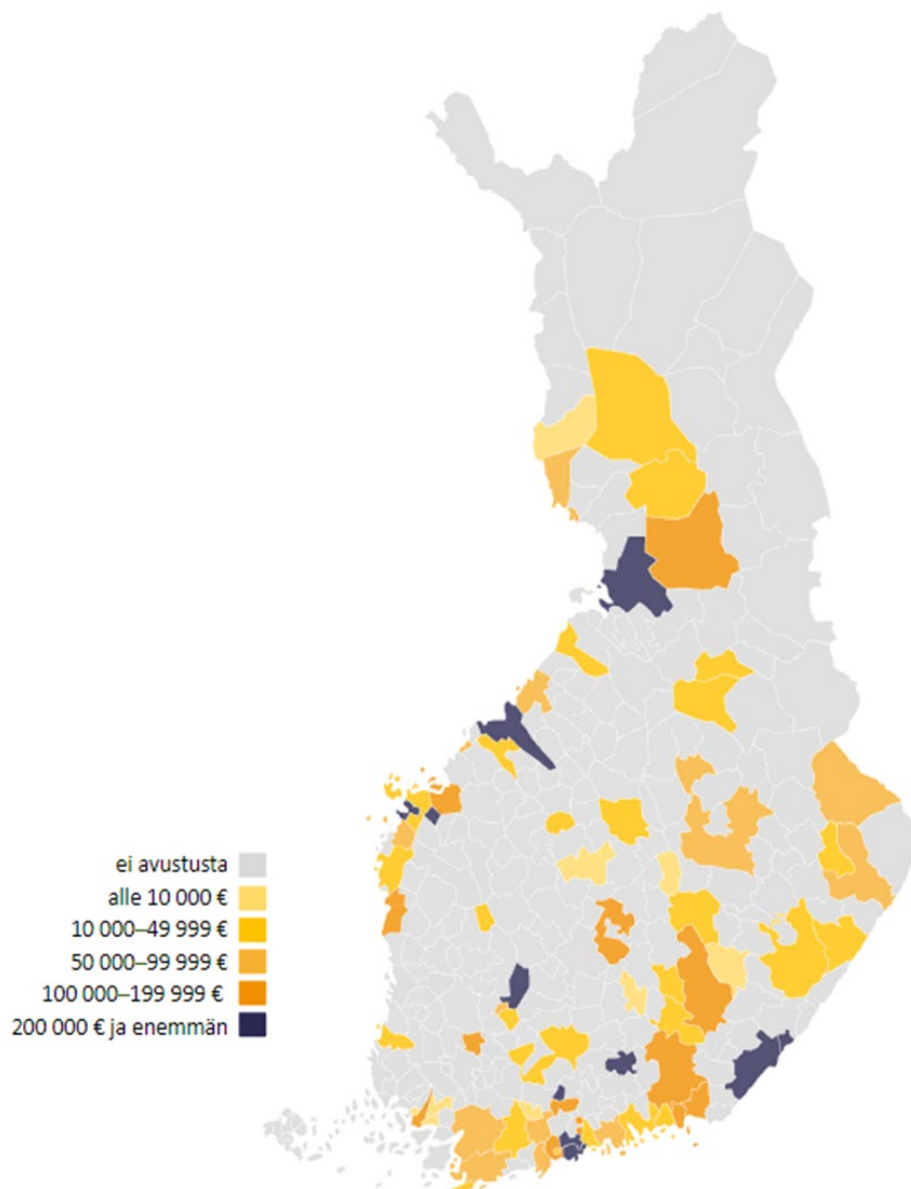 ei avustusta
alle 10 000 €
10 000–49 999 €
50 000–99 999 €
100 000–199 999 €
200 000 € ja enemmän